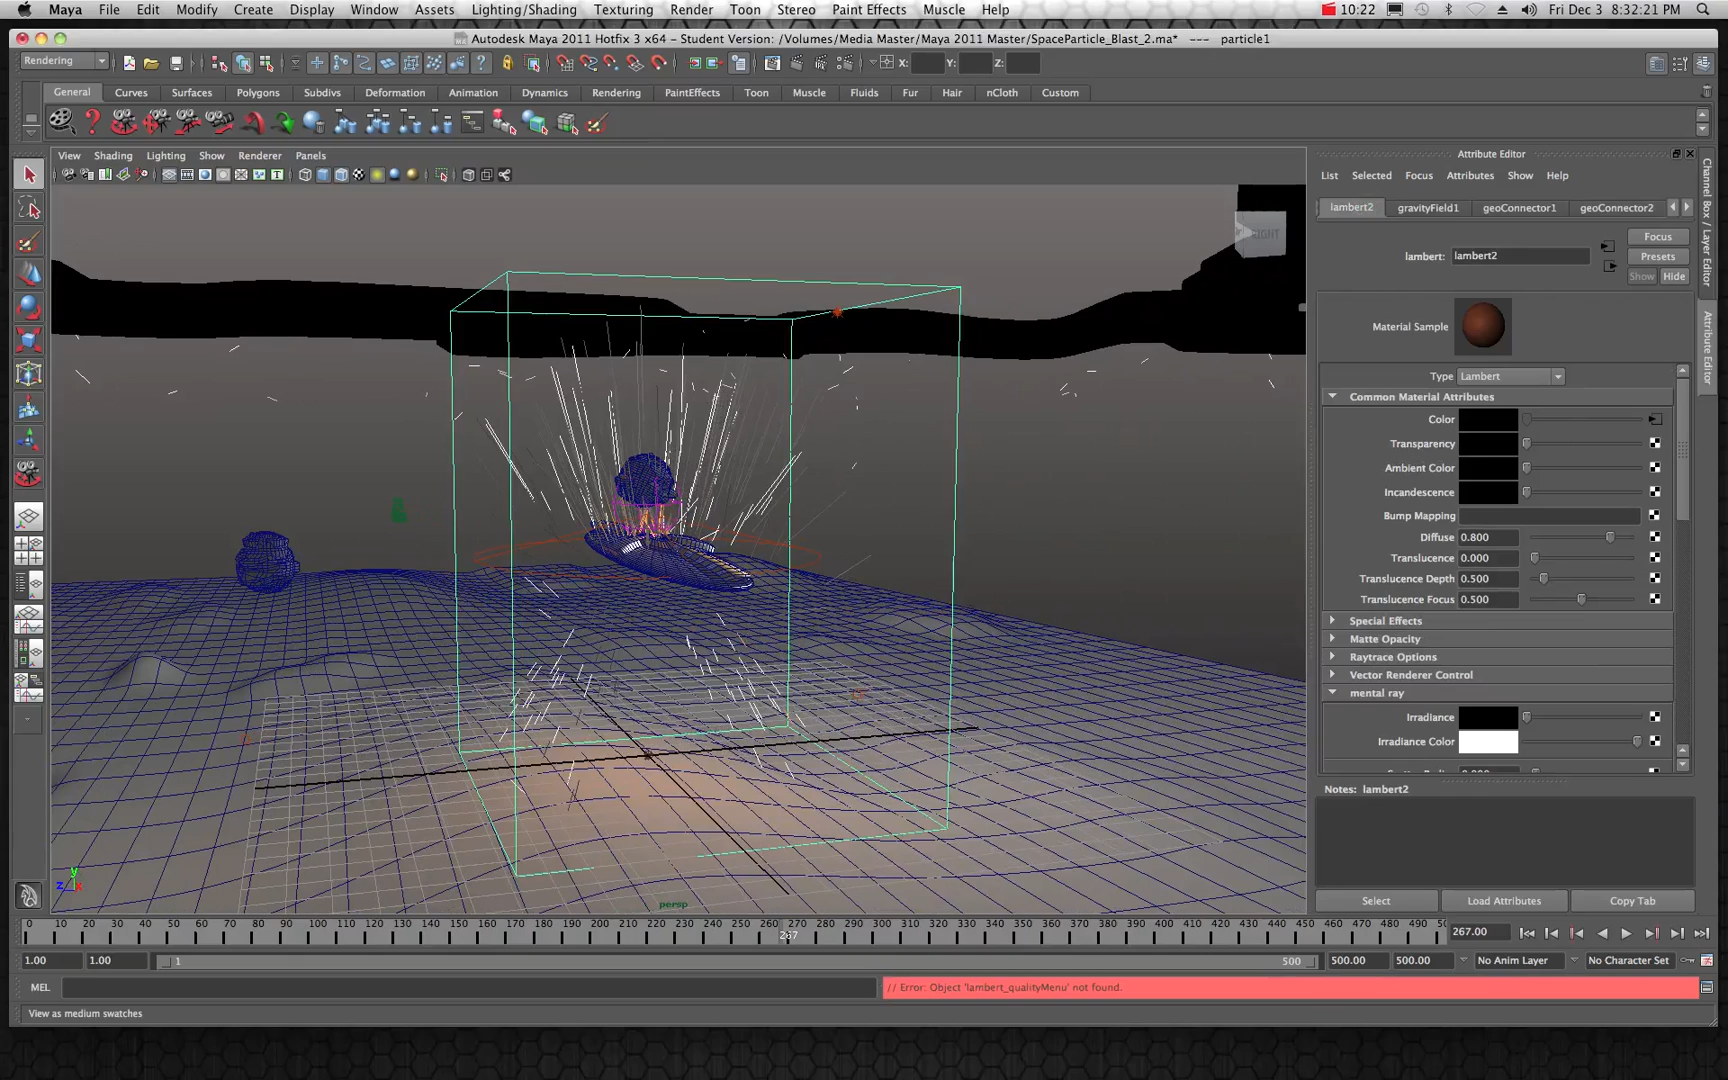 Maya File Edit Modify Create Display Window Assets Lighting/Shading Texturing Render Toon Stereo Paint Effects Muscle Help 10:22 Fri Dec 3 8:32:21 PM
Autodesk Maya 2011 Hotfix 3 x64 – Student Version: /Volumes/Media Master/Maya 2011 Master/SpaceParticle_Blast_2.ma* --- particle1
Rendering X: Y: Z:
General Curves Surfaces Polygons Subdivs Deformation Animation Dynamics Rendering PaintEffects Toon Muscle Fluids Fur Hair nCloth Custom
View Shading Lighting Show Renderer Panels
Attribute Editor
List Selected Focus Attributes Show Help
lambert2 gravityField1 geoConnector1 geoConnector2
Focus
lambert: lambert2 Presets
Show Hide
Material Sample
Type Lambert
Common Material Attributes
Color
Transparency
Ambient Color
Incandescence
Bump Mapping
Diffuse 0.800
Translucence 0.000
Translucence Depth 0.500
Translucence Focus 0.500
Special Effects
Matte Opacity
Raytrace Options
Vector Renderer Control
mental ray
Irradiance
Irradiance Color
Notes: lambert2
Select Load Attributes Copy Tab
Channel Box / Layer Editor
Attribute Editor
y
z x
persp
0 10 20 30 40 50 60 70 80 90 100 110 120 130 140 150 160 170 180 190 200 210 220 230 240 250 260 270 280 290 300 310 320 330 340 350 360 370 380 390 400 410 420 430 440 450 460 470 480 490 50
267 267.00
1.00 1.00 1 500 500.00 500.00 No Anim Layer No Character Set
MEL // Error: Object 'lambert_qualityMenu' not found.
View as medium swatches